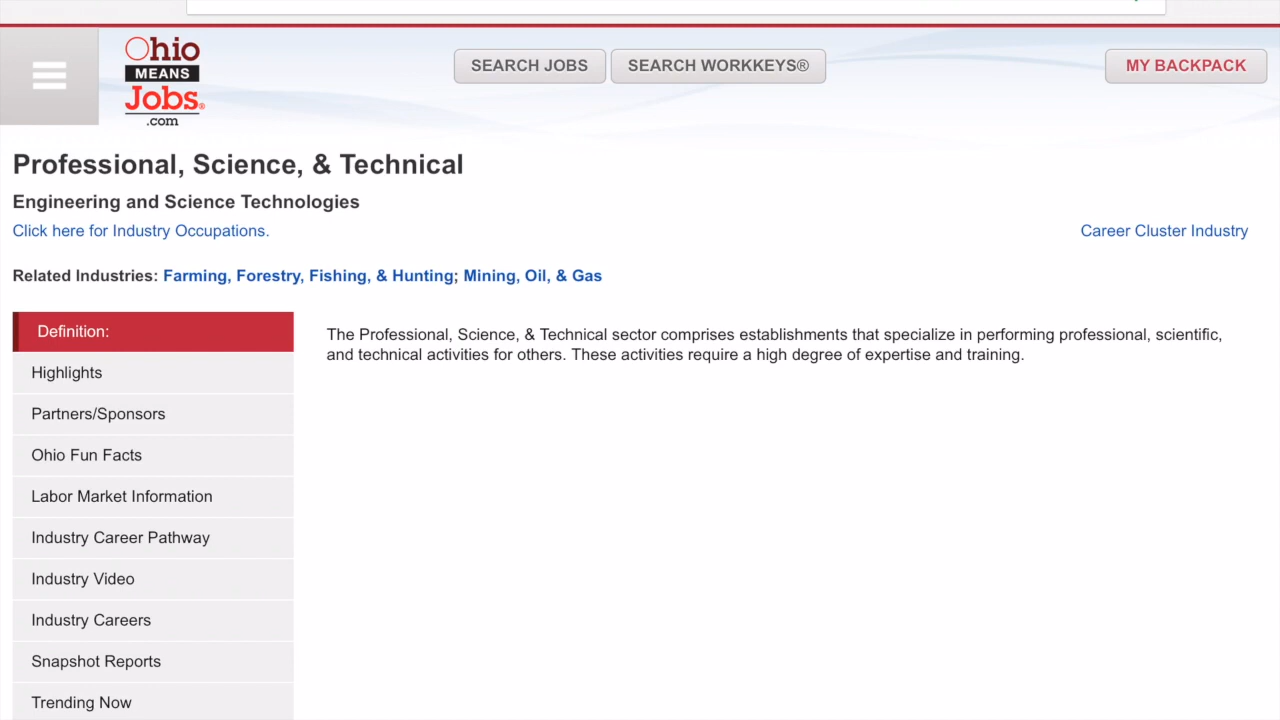 Ohio
MEANS
Jobs®
.com
SEARCH JOBS
SEARCH WORKKEYS®
MY BACKPACK
Professional, Science, & Technical
Engineering and Science Technologies
Click here for Industry Occupations.
Career Cluster Industry
Related Industries: Farming, Forestry, Fishing, & Hunting; Mining, Oil, & Gas
Definition:
The Professional, Science, & Technical sector comprises establishments that specialize in performing professional, scientific,
and technical activities for others. These activities require a high degree of expertise and training.
Highlights
Partners/Sponsors
Ohio Fun Facts
Labor Market Information
Industry Career Pathway
Industry Video
Industry Careers
Snapshot Reports
Trending Now